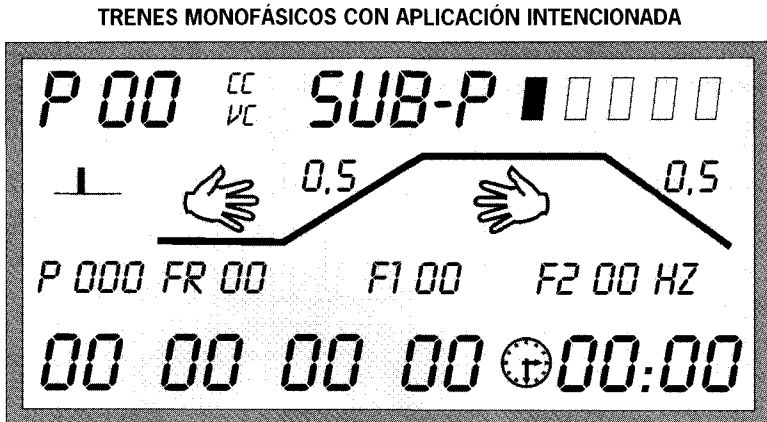 TRENES MONOFÁSICOS CON APLICACIÓN INTENCIONADA
P 00 CC VC SUB-P
0,5 0,5
P 000 FR 00 F1 00 F2 00 HZ
00 00 00 00 00:00